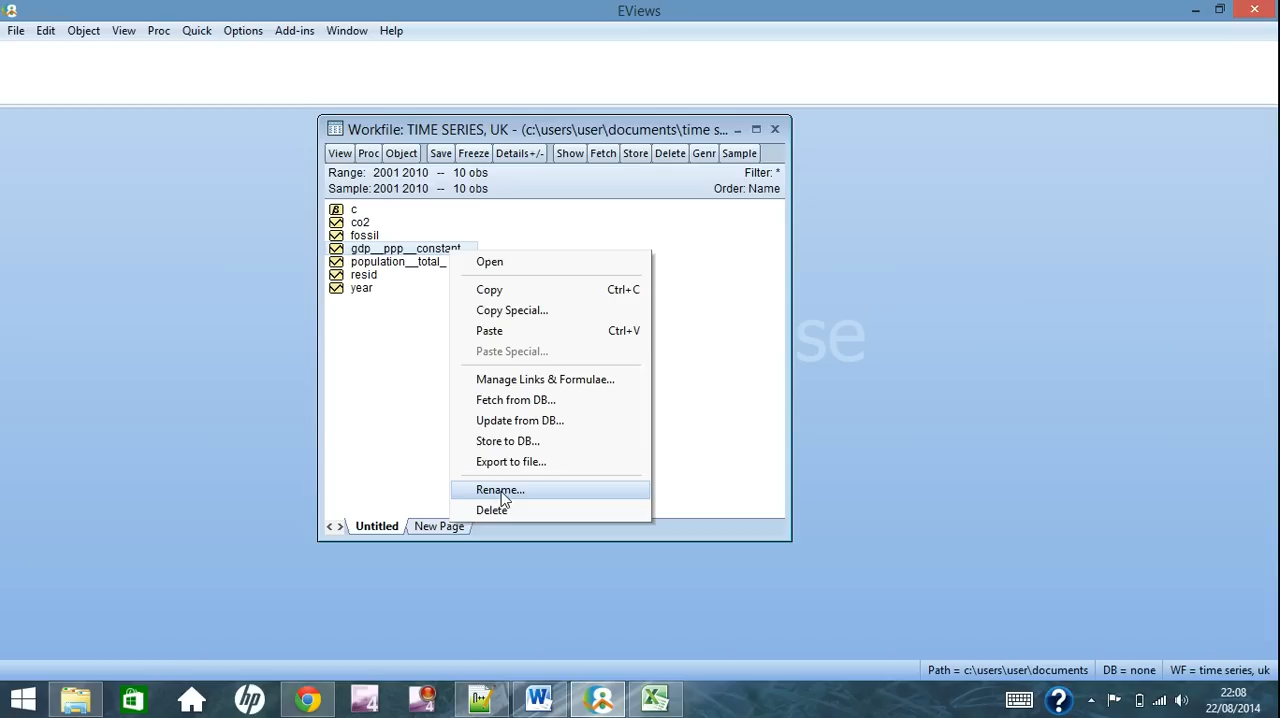 EViews
File Edit Object View Proc Quick Options Add-ins Window Help
Workfile: TIME SERIES, UK - (c:\users\user\documents\time s...
View Proc Object Save Freeze Details+/- Show Fetch Store Delete Genr Sample
Range: 2001 2010 -- 10 obs Filter: *
Sample: 2001 2010 -- 10 obs Order: Name
c
co2
fossil
gdp__ppp__constant
population__total_
resid
year
Open
Copy Ctrl+C
Copy Special...
Paste Ctrl+V
Paste Special...
Manage Links & Formulae...
Fetch from DB...
Update from DB...
Store to DB...
Export to file...
Rename...
Delete
se
< > Untitled New Page
Path = c:\users\user\documents DB = none WF = time series, uk
hp 4 4 W X ?
22:08
22/08/2014